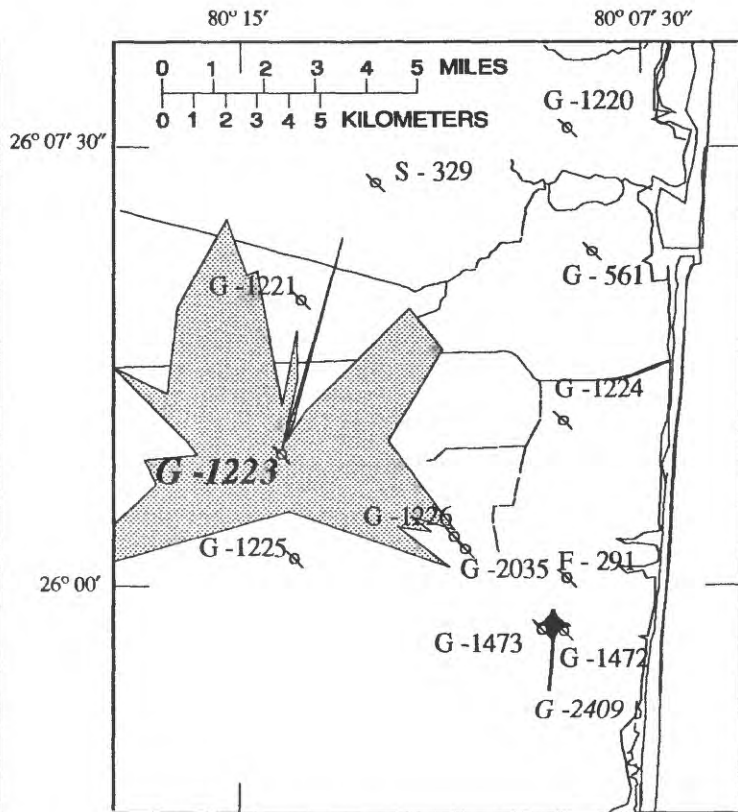 80° 15′ 80° 07′ 30″
0 1 2 3 4 5 MILES
0 1 2 3 4 5 KILOMETERS
G -1220
26° 07′ 30″
S - 329
G - 561
G -1221
G -1224
G -1223
G -1226
G -1225
G -2035 F - 291
26° 00′
G -1473 G -1472
G -2409